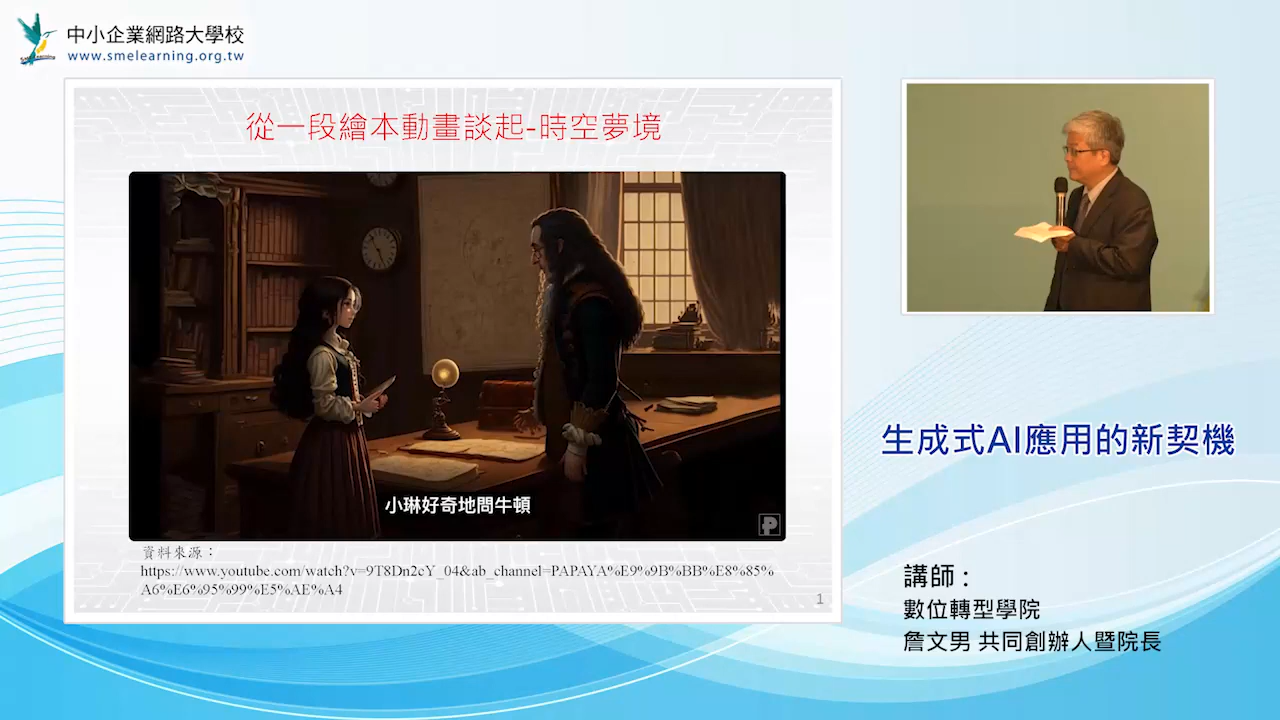 中小企業網路大學校
www.smelearning.org.tw
從一段繪本動畫談起-時空夢境
小琳好奇地問牛頓
資料來源：
https://www.youtube.com/watch?v=9T8Dn2cY_04&ab_channel=PAPAYA%E9%9B%BB%E8%85%
A6%E6%95%99%E5%AE%A4
1
生成式AI應用的新契機
講師：
數位轉型學院
詹文男 共同創辦人暨院長